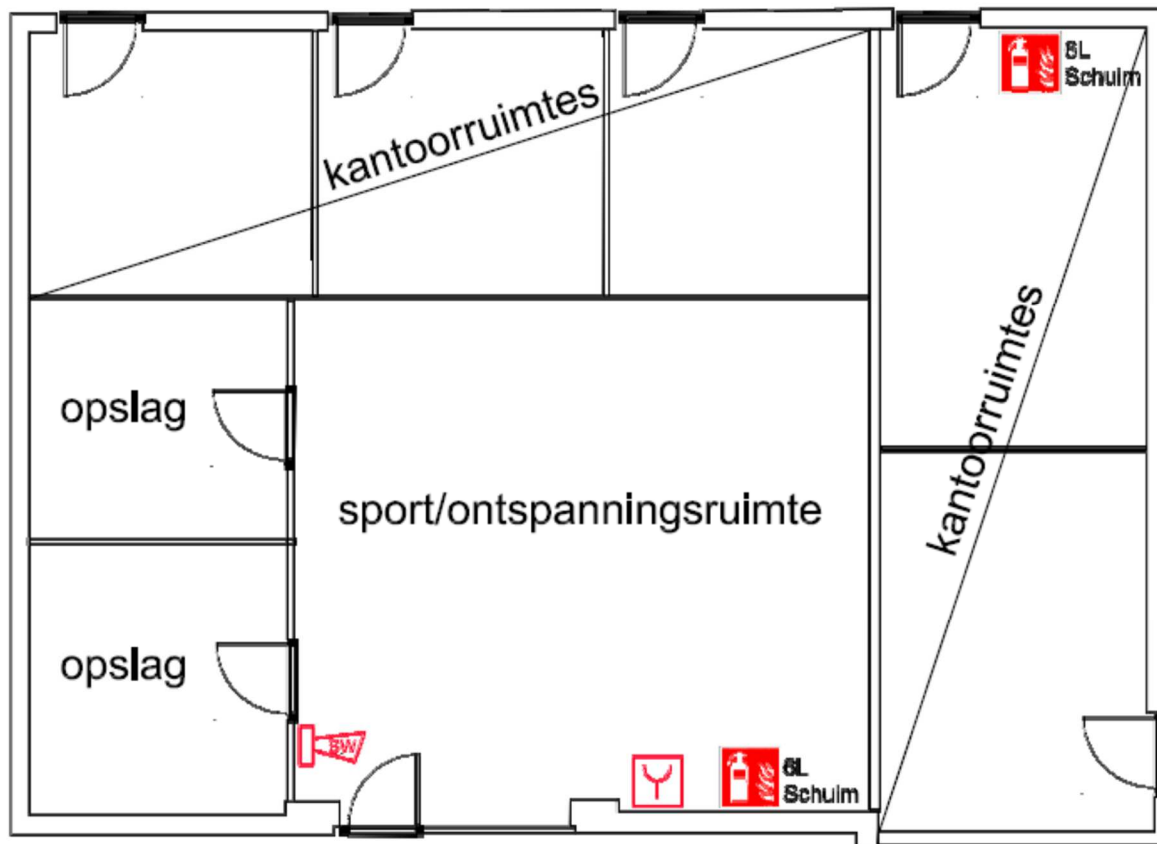 6L
Schuim
kantoorruimtes
kantoorruimtes
opslag
sport/ontspanningsruimte
opslag
BW
6L
Schuim